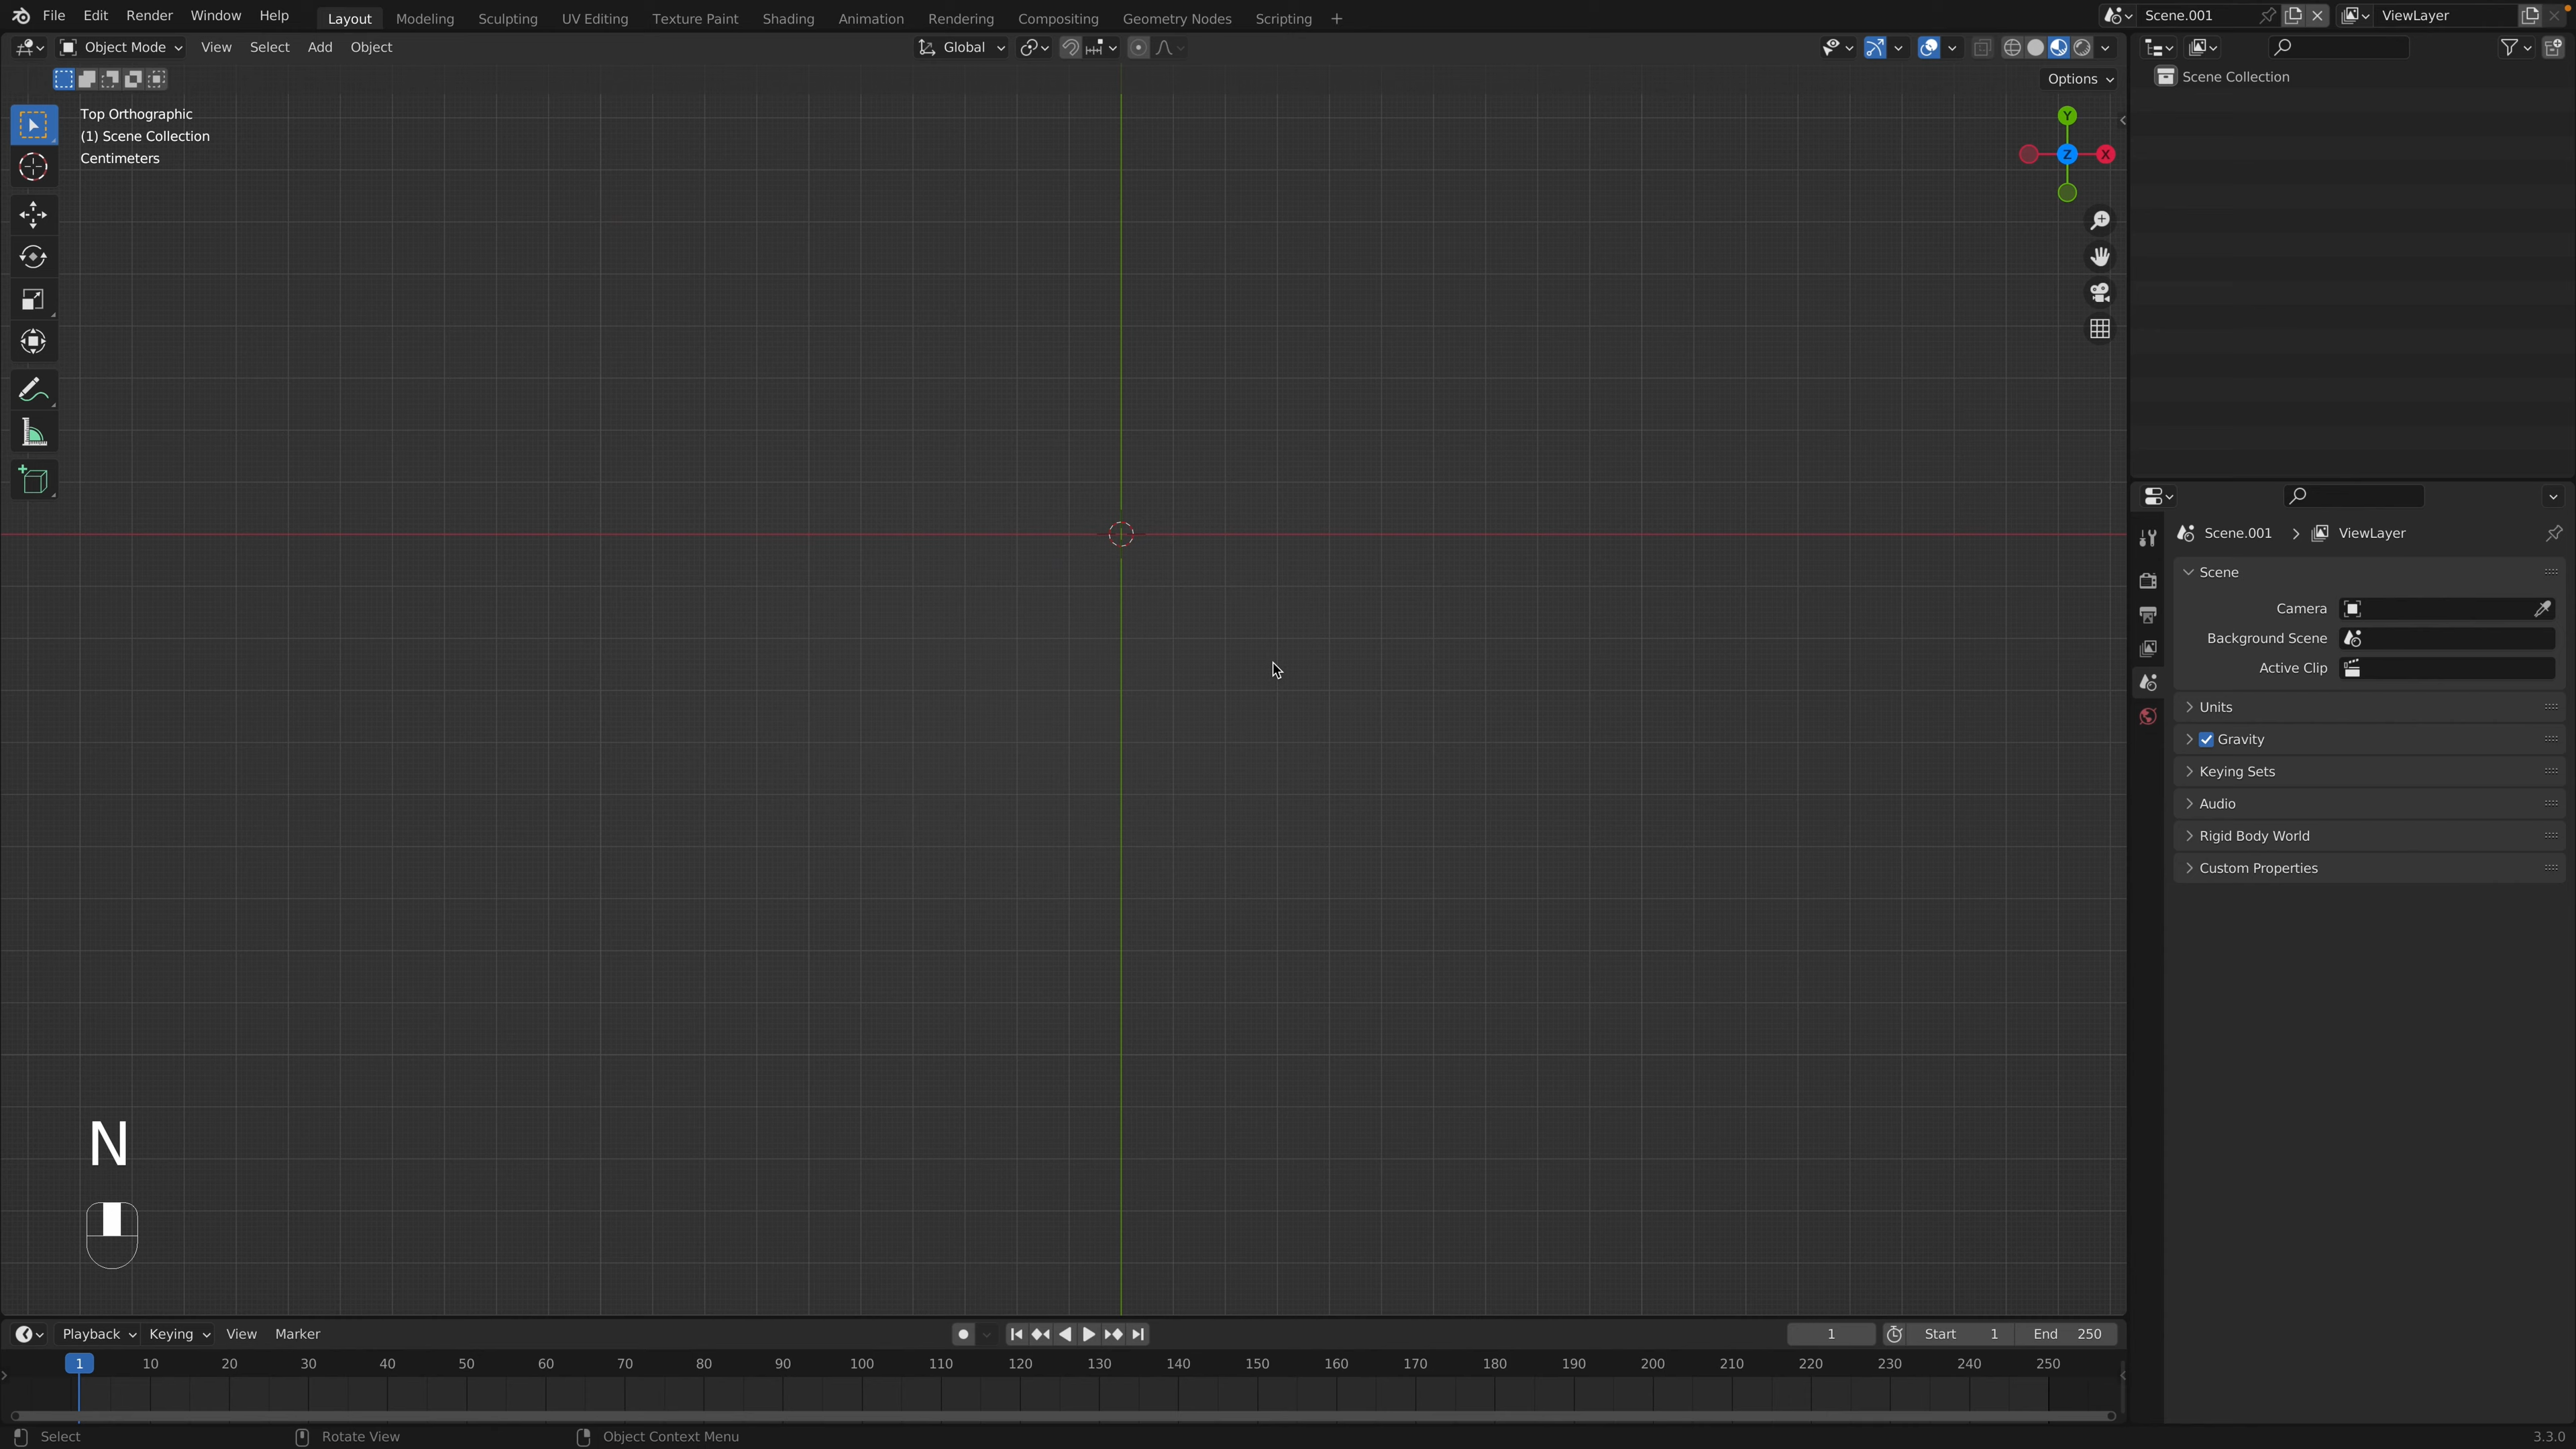 File Edit Render Window Help Layout Modeling Sculpting UV Editing Texture Paint Shading Animation Rendering Compositing Geometry Nodes Scripting + Scene.001 ViewLayer
Object Mode View Select Add Object Global
Options
Top Orthographic
(1) Scene Collection
Centimeters
Y
Z X
N
Scene Collection
Scene.001 ViewLayer
Scene
Camera
Background Scene
Active Clip
Units
Gravity
Keying Sets
Audio
Rigid Body World
Custom Properties
Playback Keying View Marker 1 Start 1 End 250
1 10 20 30 40 50 60 70 80 90 100 110 120 130 140 150 160 170 180 190 200 210 220 230 240 250
Select Rotate View Object Context Menu 3.3.0